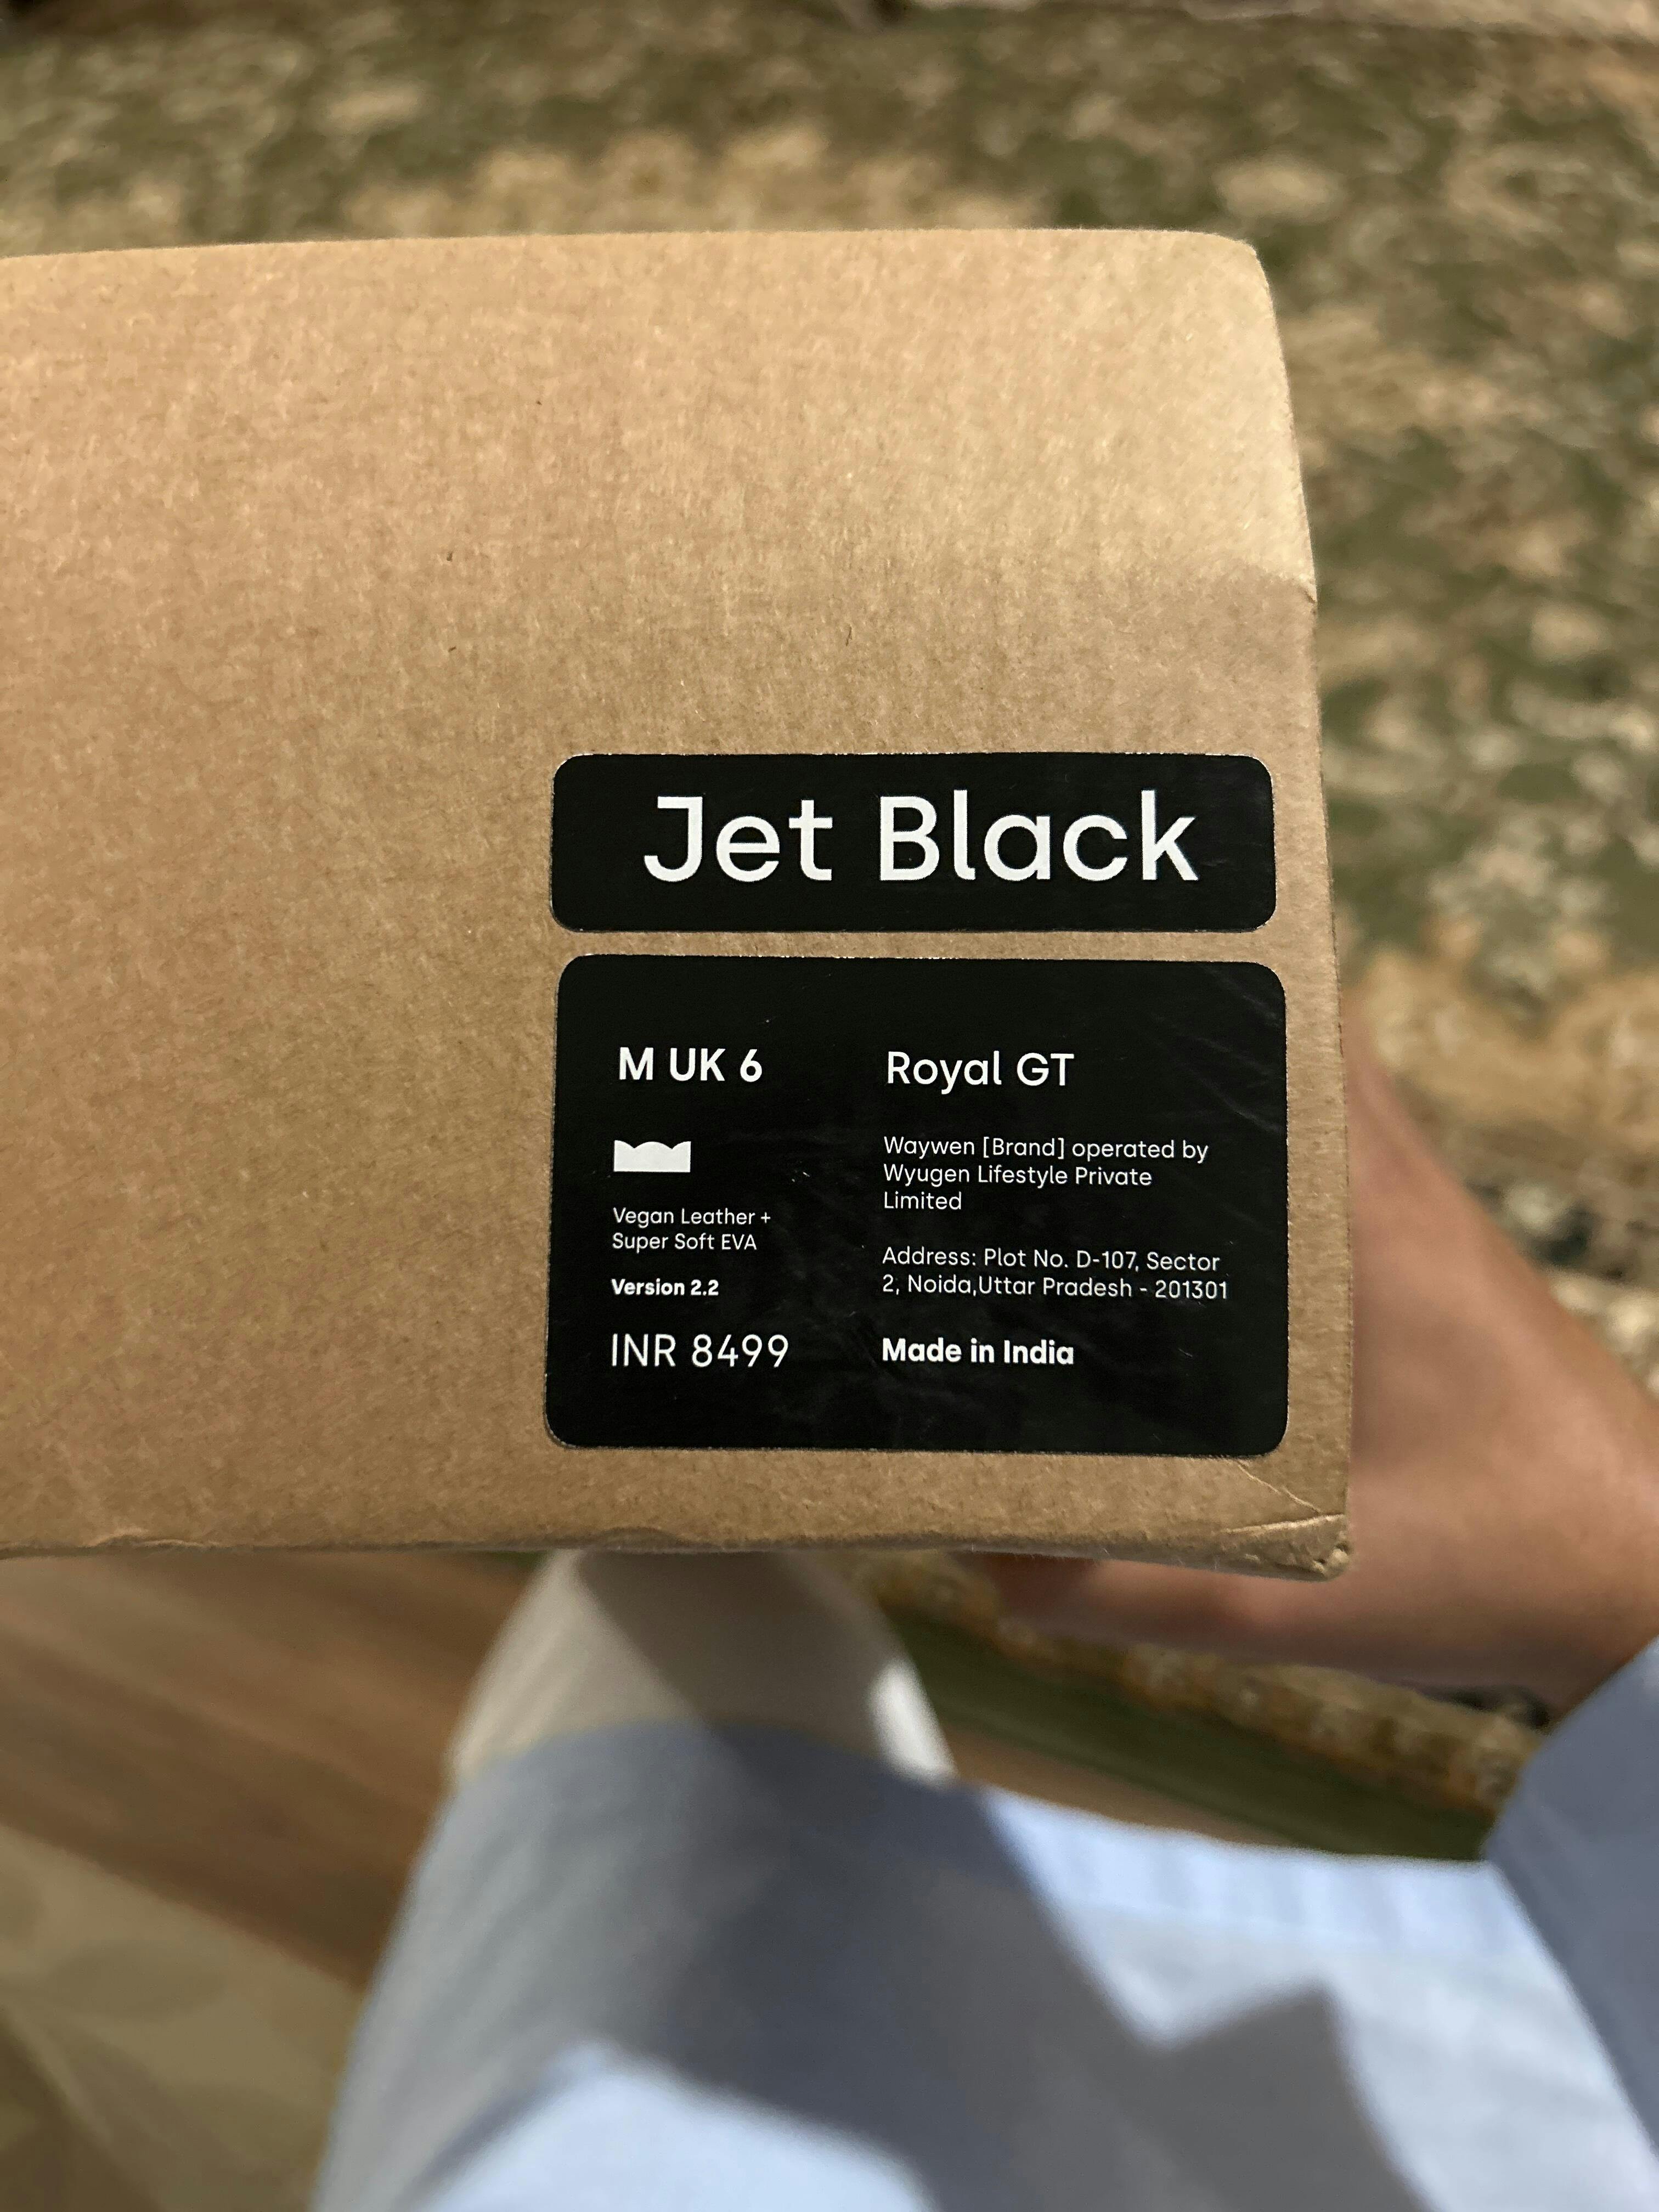 Jet Black
M UK 6
Vegan Leather +
Super Soft EVA
Version 2.2
INR 8499
Royal GT
Waywen [Brand] operated by
Wyugen Lifestyle Private
Limited
Address: Plot No. D-107, Sector
2, Noida,Uttar Pradesh - 201301
Made in India